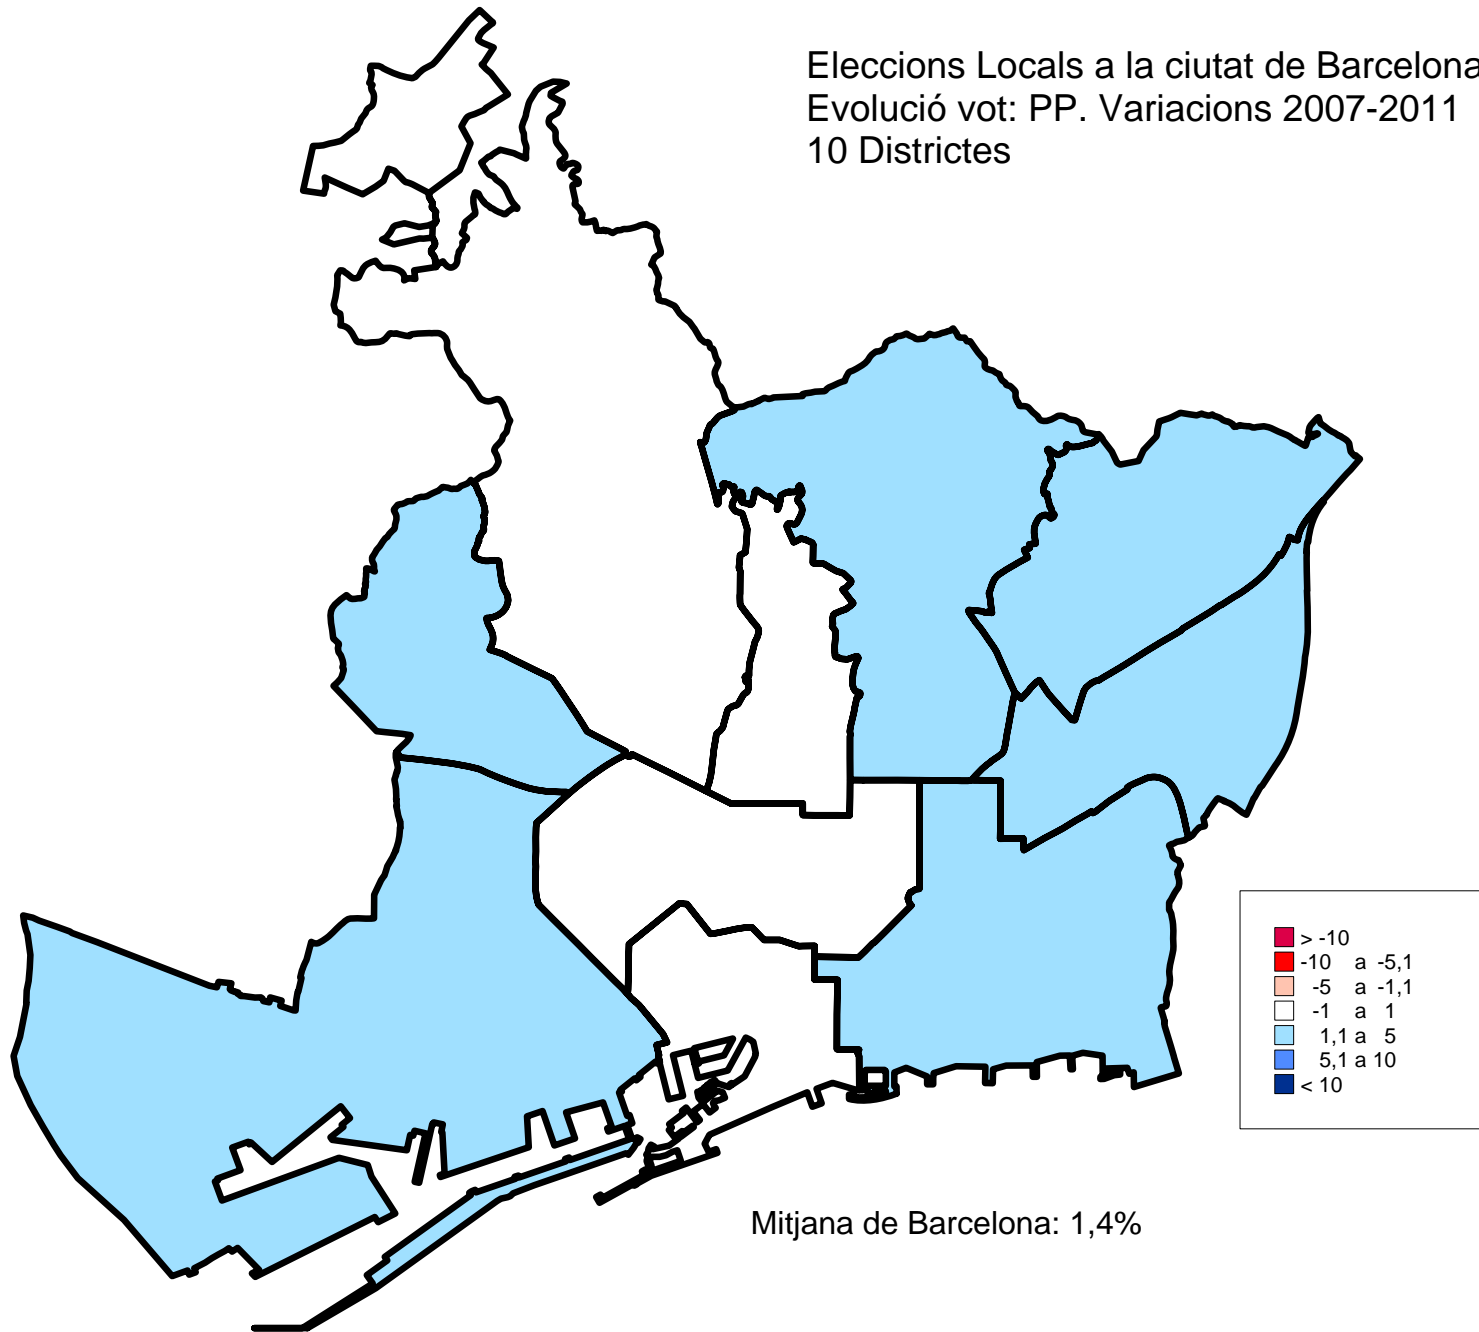 Eleccions Locals a la ciutat de Barcelona
Evolució vot: PP. Variacions 2007-2011
10 Districtes
> -10
-10 a -5,1
-5 a -1,1
-1 a 1
1,1 a 5
5,1 a 10
< 10
Mitjana de Barcelona: 1,4%